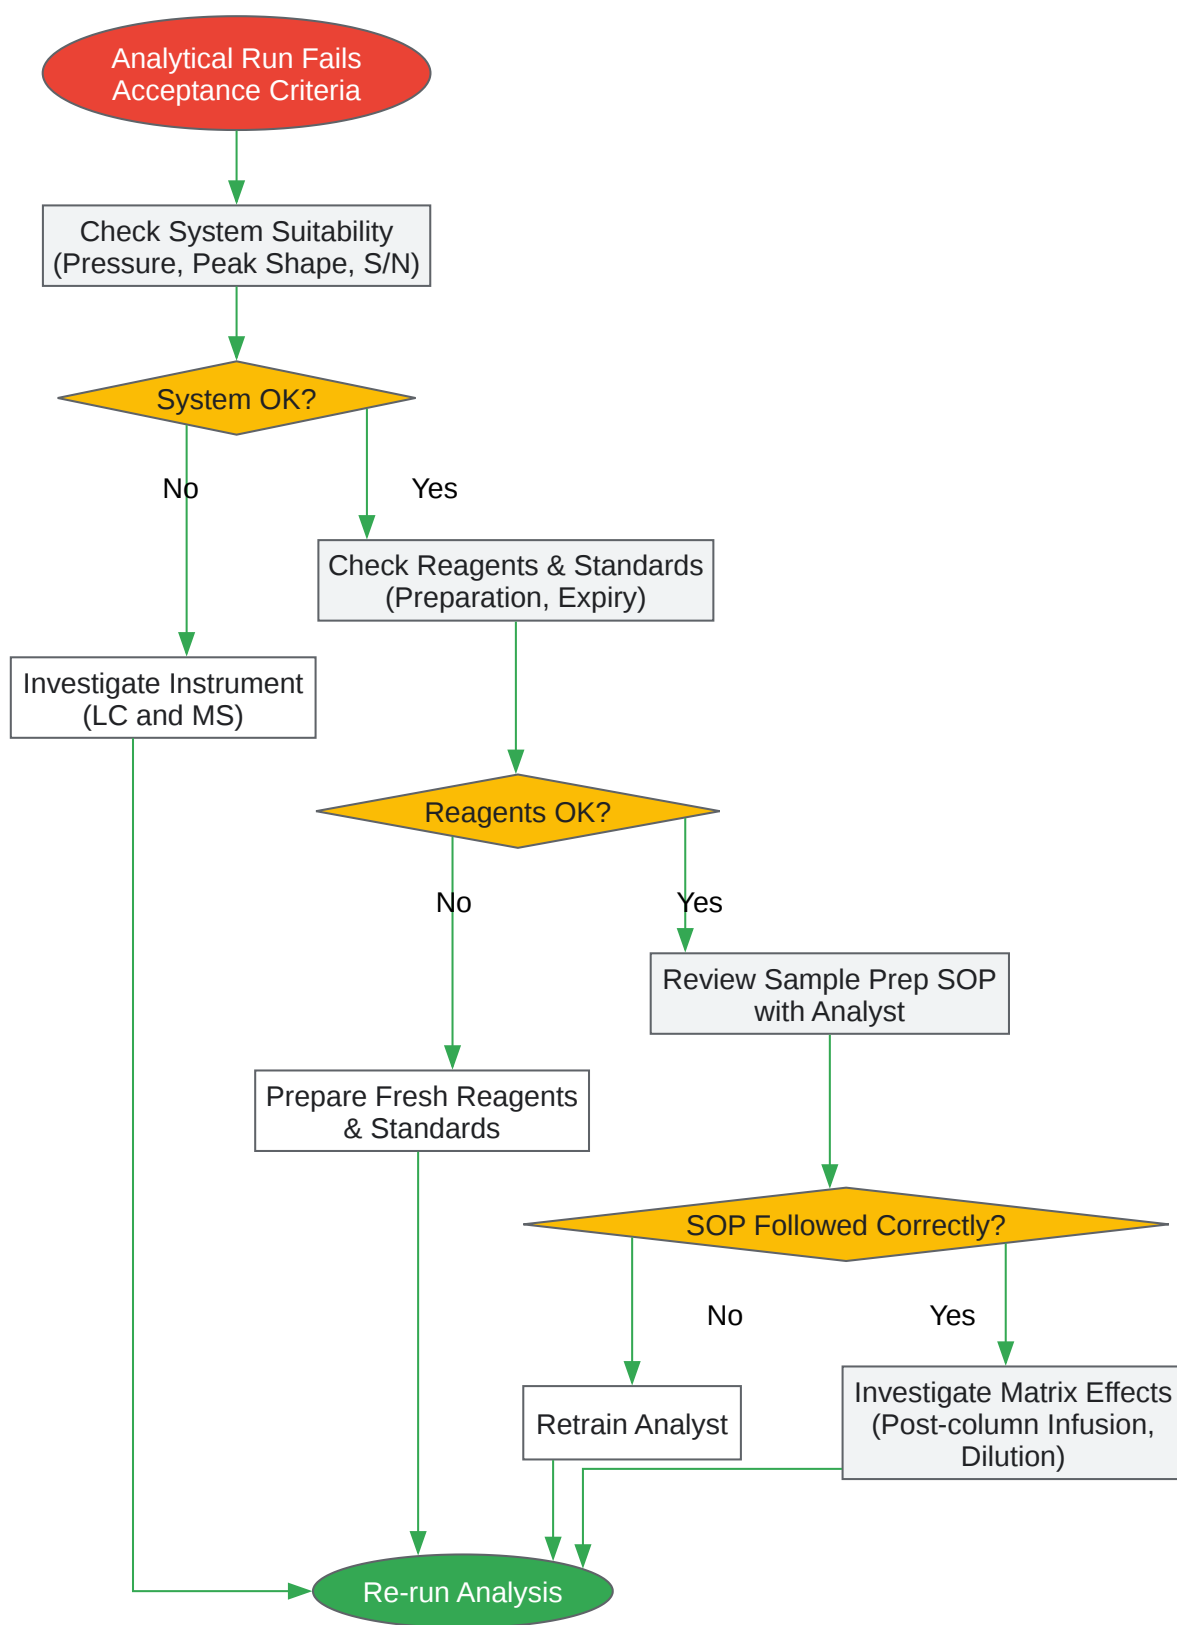 Analytical Run Fails
Acceptance Criteria
Check System Suitability
(Pressure, Peak Shape, S/N)
System OK?
No
Yes
Check Reagents & Standards
(Preparation, Expiry)
Investigate Instrument
(LC and MS)
Reagents OK?
No
Yes
Review Sample Prep SOP
with Analyst
Prepare Fresh Reagents
& Standards
SOP Followed Correctly?
No
Yes
Retrain Analyst
Investigate Matrix Effects
(Post-column Infusion,
Dilution)
Re-run Analysis